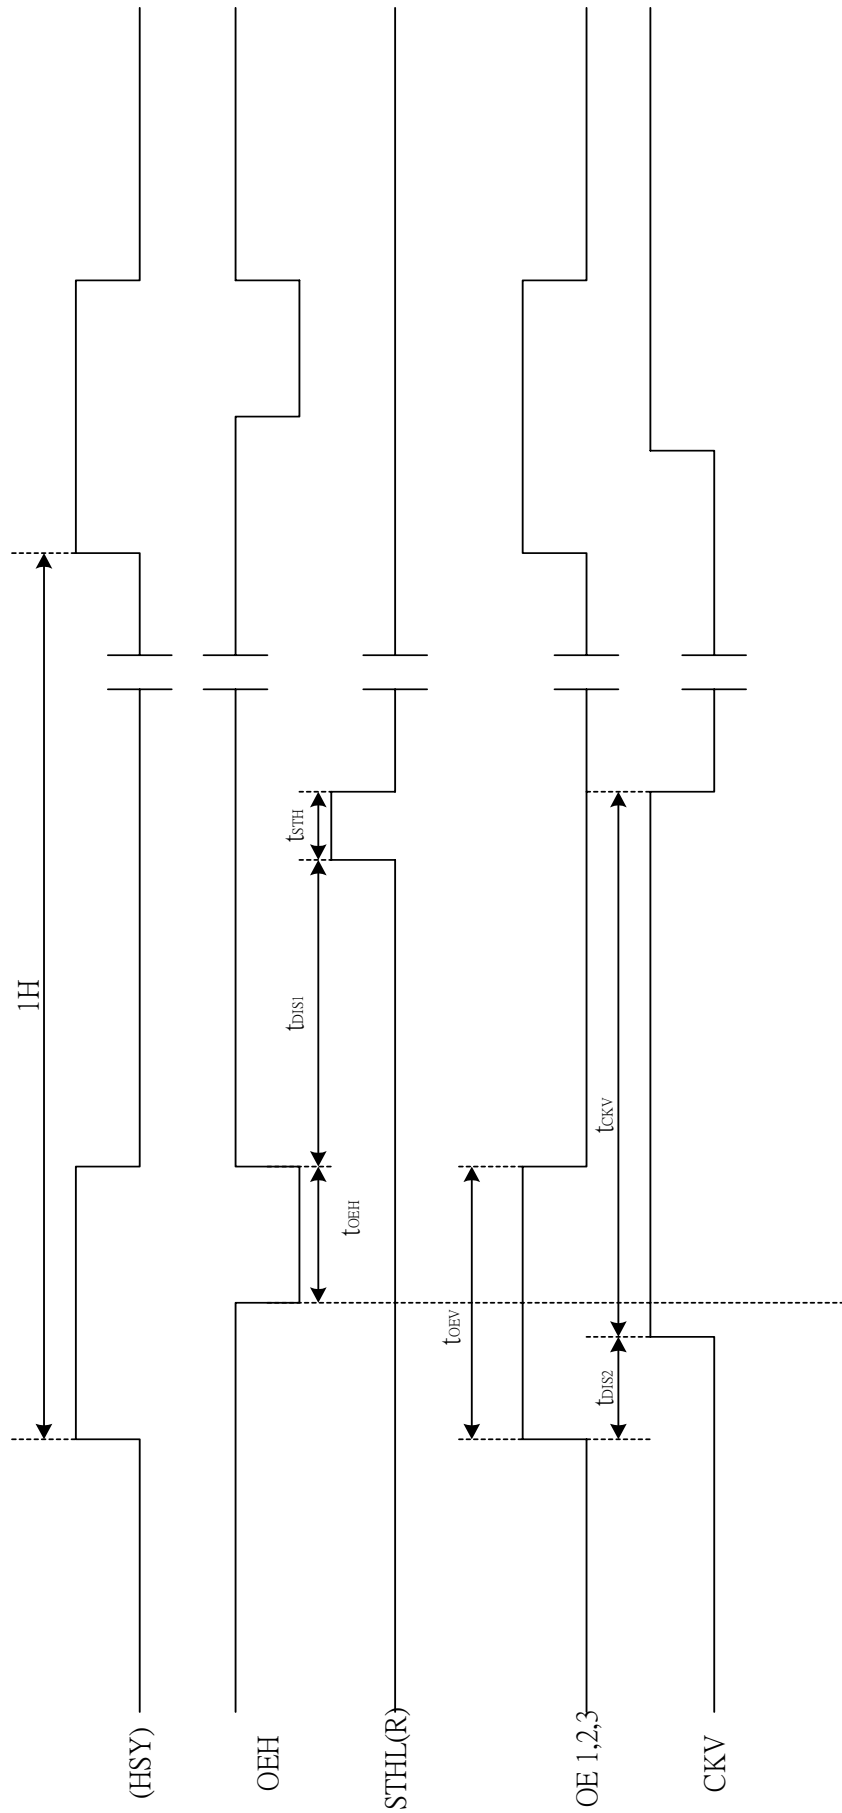 1H
(HSY)
OEH
tOEH
tDIS1
tSTH
STHL(R)
tOEV
OE 1,2,3
tDIS2
tCKV
CKV